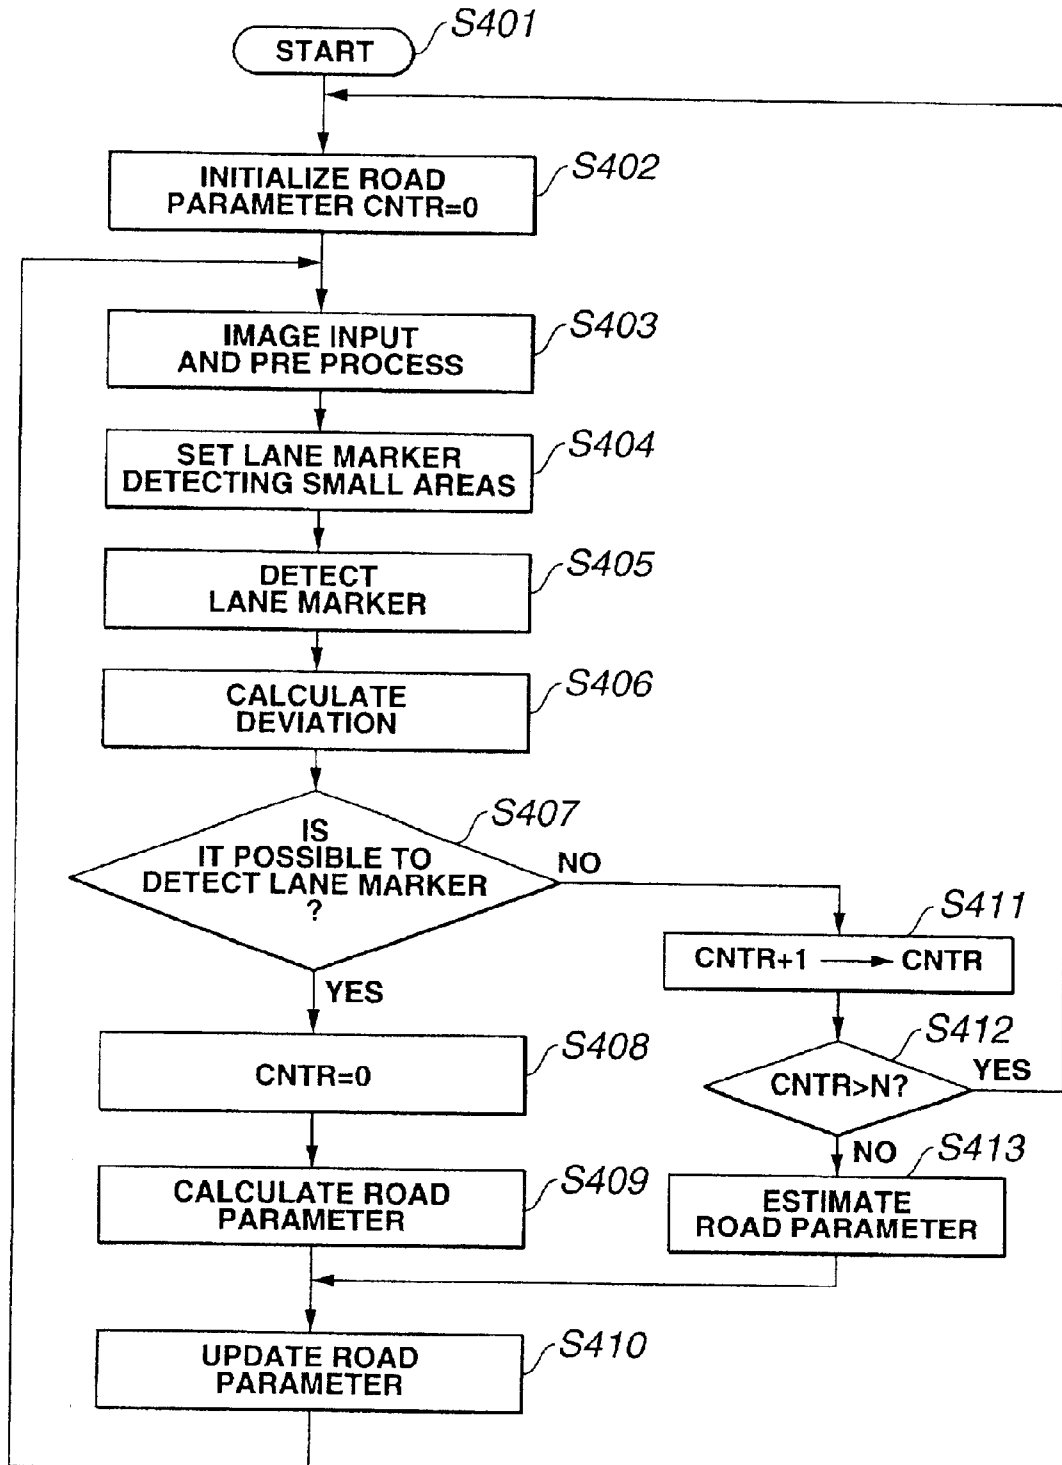 START
S401
INITIALIZE ROAD
PARAMETER CNTR=0
S402
IMAGE INPUT
AND PRE PROCESS
S403
SET LANE MARKER
DETECTING SMALL AREAS
S404
DETECT
LANE MARKER
S405
CALCULATE
DEVIATION
S406
IS
IT POSSIBLE TO
DETECT LANE MARKER
?
S407
NO
YES
CNTR+1 → CNTR
S411
CNTR>N?
S412
YES
NO
CNTR=0
S408
CALCULATE ROAD
PARAMETER
S409
ESTIMATE
ROAD PARAMETER
S413
UPDATE ROAD
PARAMETER
S410